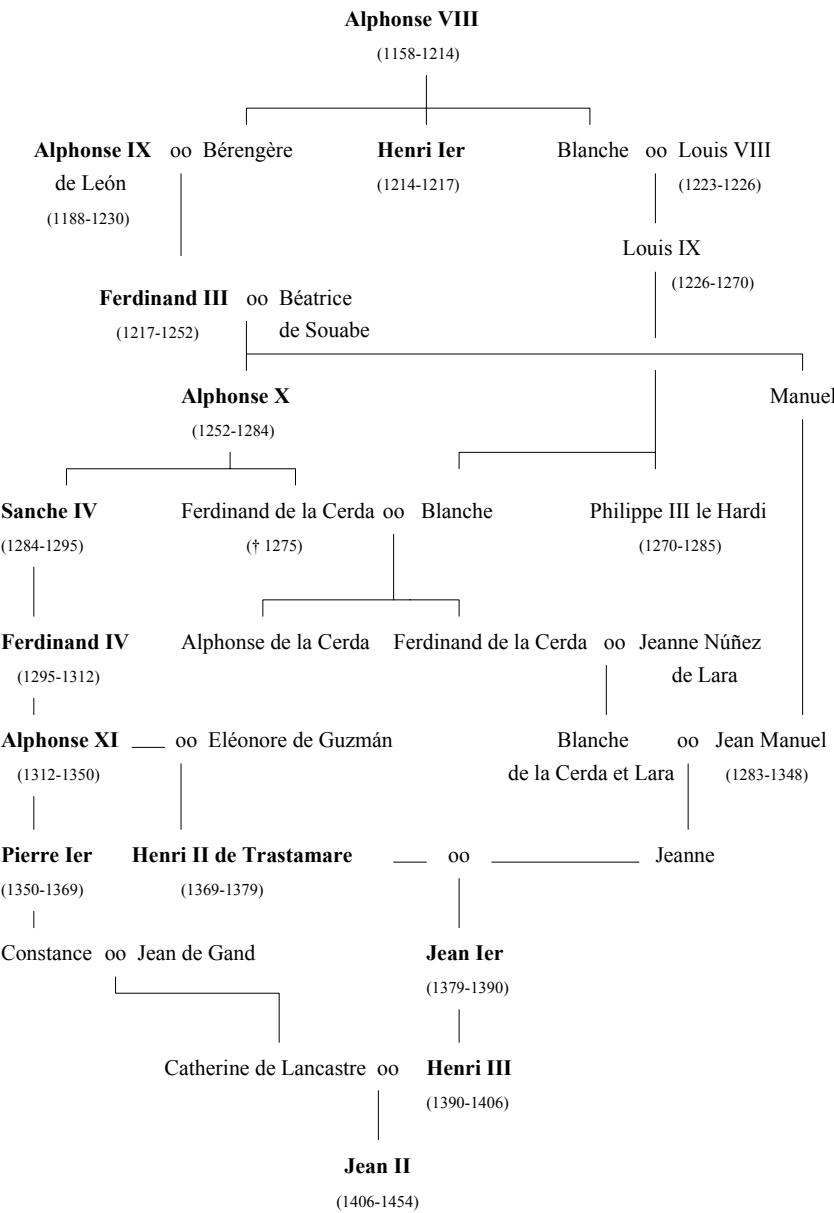 Alphonse VIII
(1158-1214)
Alphonse IX oo Bérengère Henri Ier Blanche oo Louis VIII
de León (1214-1217) (1223-1226)
(1188-1230)
Louis IX
(1226-1270)
Ferdinand III oo Béatrice
(1217-1252) de Souabe
Alphonse X Manuel
(1252-1284)
Sanche IV Ferdinand de la Cerda oo Blanche Philippe III le Hardi
(1284-1295) († 1275) (1270-1285)
Ferdinand IV Alphonse de la Cerda Ferdinand de la Cerda oo Jeanne Núñez
(1295-1312) de Lara
Alphonse XI oo Eléonore de Guzmán Blanche oo Jean Manuel
(1312-1350) de la Cerda et Lara (1283-1348)
Pierre Ier Henri II de Trastamare oo Jeanne
(1350-1369) (1369-1379)
Constance oo Jean de Gand Jean Ier
(1379-1390)
Catherine de Lancastre oo Henri III
(1390-1406)
Jean II
(1406-1454)